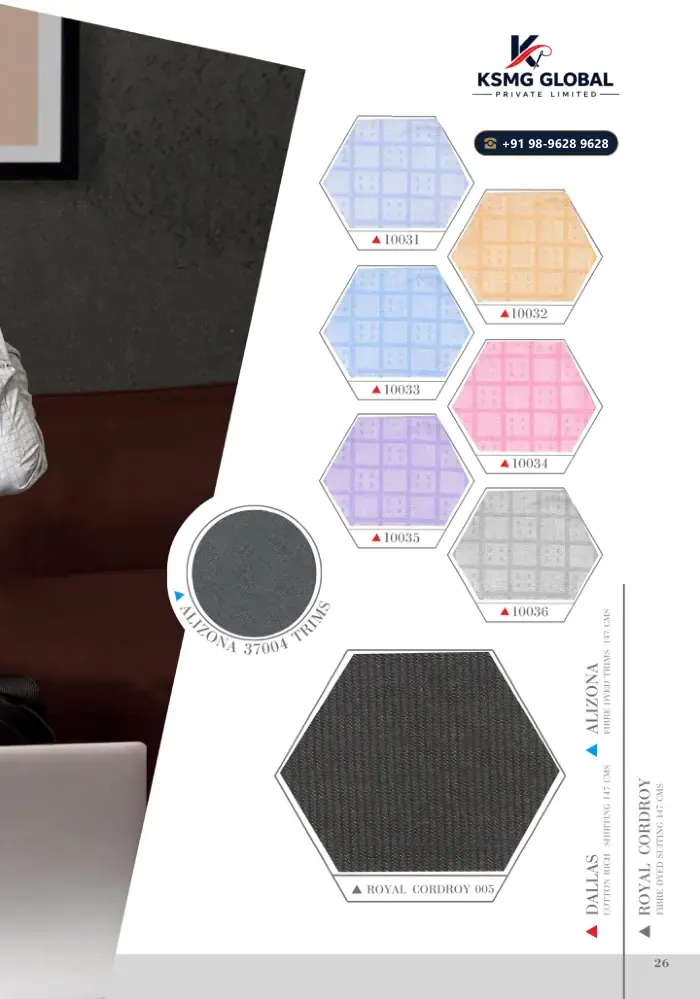 KSMG GLOBAL
PRIVATE LIMITED
+91 98-9628 9628
10031
10032
10033
10034
10035
10036
ALIZONA 37004 TRIMS
ROYAL CORDROY 005
ALIZONA
FIBRE DYED TRIMS 147 CMS
DALLAS
COTTON RICH SHIRTING 147 CMS
ROYAL CORDROY
FIBRE DYED SUITING 147 CMS
26